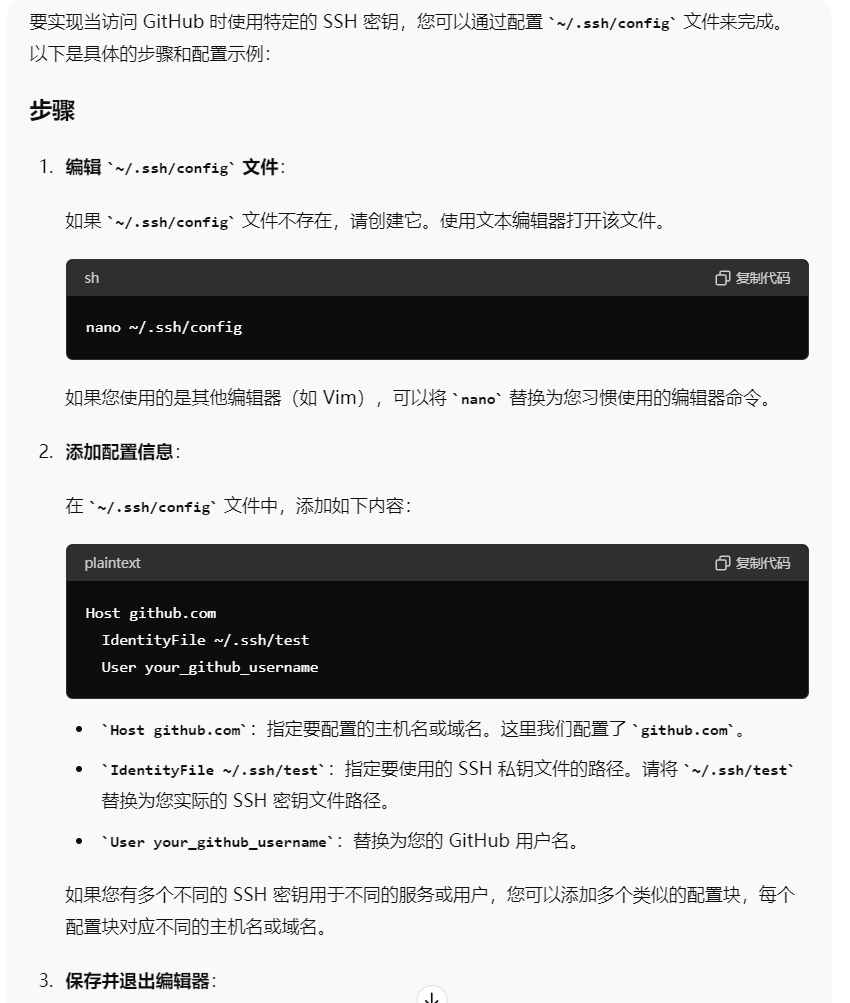 要实现当访问 GitHub 时使用特定的 SSH 密钥，您可以通过配置 `~/.ssh/config` 文件来完成。
以下是具体的步骤和配置示例：
步骤
1. 编辑 `~/.ssh/config` 文件：
如果 `~/.ssh/config` 文件不存在，请创建它。使用文本编辑器打开该文件。
sh 复制代码
nano ~/.ssh/config
如果您使用的是其他编辑器（如 Vim），可以将 `nano` 替换为您习惯使用的编辑器命令。
2. 添加配置信息：
在 `~/.ssh/config` 文件中，添加如下内容：
plaintext 复制代码
Host github.com
  IdentityFile ~/.ssh/test
  User your_github_username
• `Host github.com`：指定要配置的主机名或域名。这里我们配置了 `github.com`。
• `IdentityFile ~/.ssh/test`：指定要使用的 SSH 私钥文件的路径。请将 `~/.ssh/test`
替换为您实际的 SSH 密钥文件路径。
• `User your_github_username`：替换为您的 GitHub 用户名。
如果您有多个不同的 SSH 密钥用于不同的服务或用户，您可以添加多个类似的配置块，每个
配置块对应不同的主机名或域名。
3. 保存并退出编辑器：